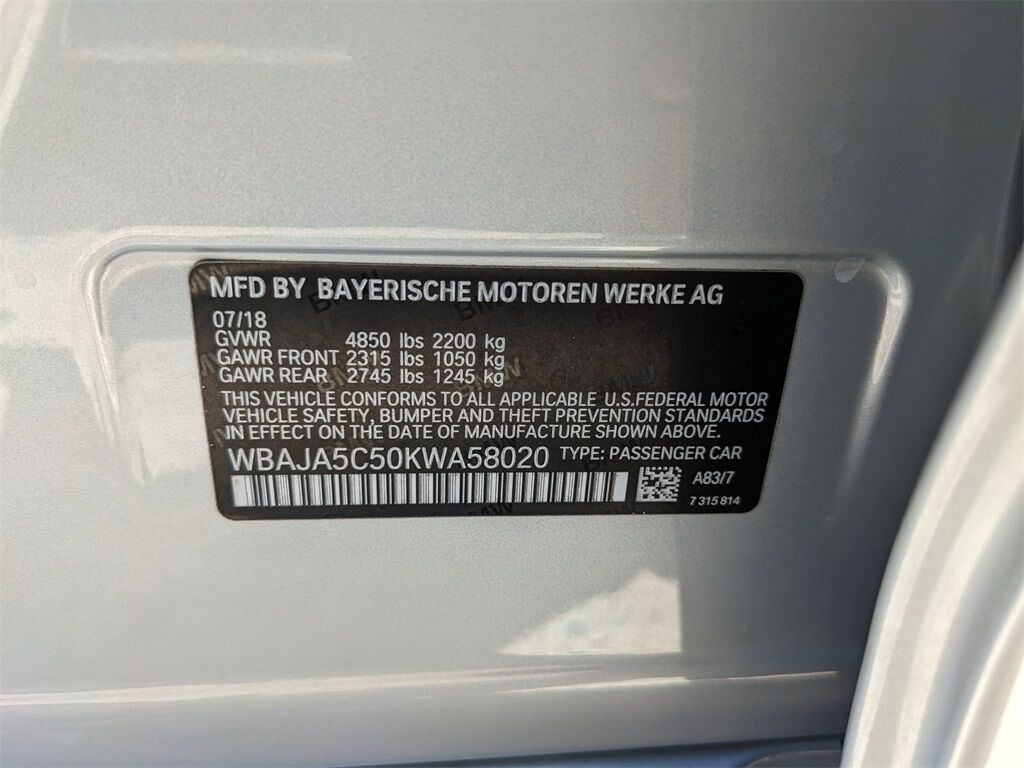 MFD BY BAYERISCHE MOTOREN WERKE AG
07/18
GVWR 4850 lbs 2200 kg
GAWR FRONT 2315 lbs 1050 kg
GAWR REAR 2745 lbs 1245 kg
THIS VEHICLE CONFORMS TO ALL APPLICABLE U.S.FEDERAL MOTOR
VEHICLE SAFETY, BUMPER AND THEFT PREVENTION STANDARDS
IN EFFECT ON THE DATE OF MANUFACTURE SHOWN ABOVE.
WBAJA5C50KWA58020 TYPE: PASSENGER CAR
A83/7
7 315 814